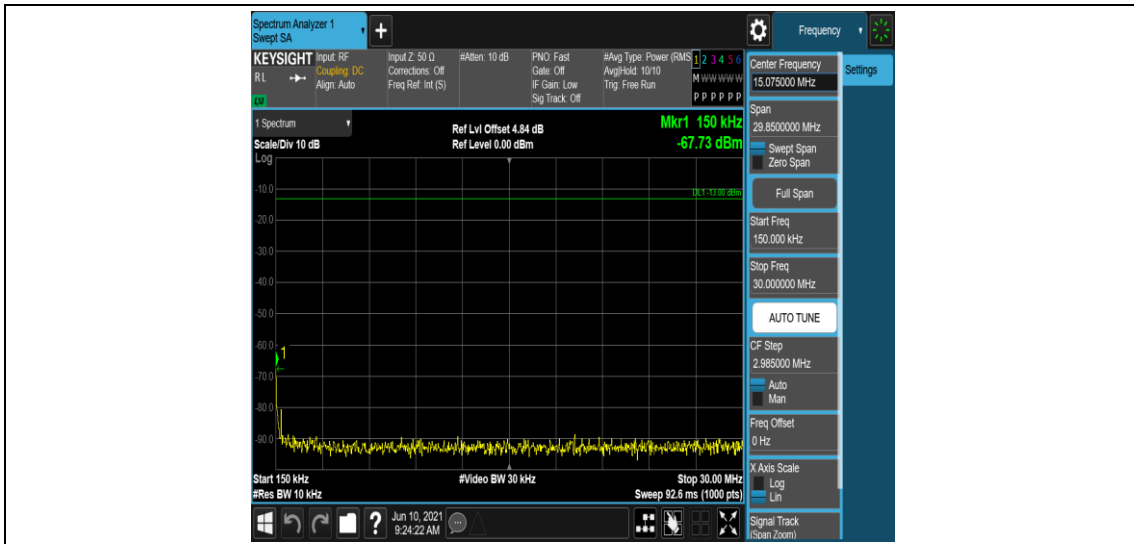 Spectrum Analyzer 1
Swept SA
+
Frequency
KEYSIGHT
RL
LXI
Input: RF
Coupling: DC
Align: Auto
Input Z: 50 Ω
Corrections: Off
Freq Ref: Int (S)
#Atten: 10 dB
PNO: Fast
Gate: Off
IF Gain: Low
Sig Track: Off
#Avg Type: Power (RMS
Avg|Hold: 10/10
Trig: Free Run
1 2 3 4 5 6
M W W W W W
P P P P P P
1 Spectrum
Scale/Div 10 dB
Ref Lvl Offset 4.84 dB
Ref Level 0.00 dBm
Mkr1 150 kHz
-67.73 dBm
Log
DL1 -13.00 dBm
-10.0
-20.0
-30.0
-40.0
-50.0
-60.0
1
-70.0
-80.0
-90.0
Start 150 kHz
#Res BW 10 kHz
#Video BW 30 kHz
Stop 30.00 MHz
Sweep 92.6 ms (1000 pts)
?
Jun 10, 2021
9:24:22 AM
Center Frequency
15.075000 MHz
Settings
Span
29.8500000 MHz
Swept Span
Zero Span
Full Span
Start Freq
150.000 kHz
Stop Freq
30.000000 MHz
AUTO TUNE
CF Step
2.985000 MHz
Auto
Man
Freq Offset
0 Hz
X Axis Scale
Log
Lin
Signal Track
(Span Zoom)